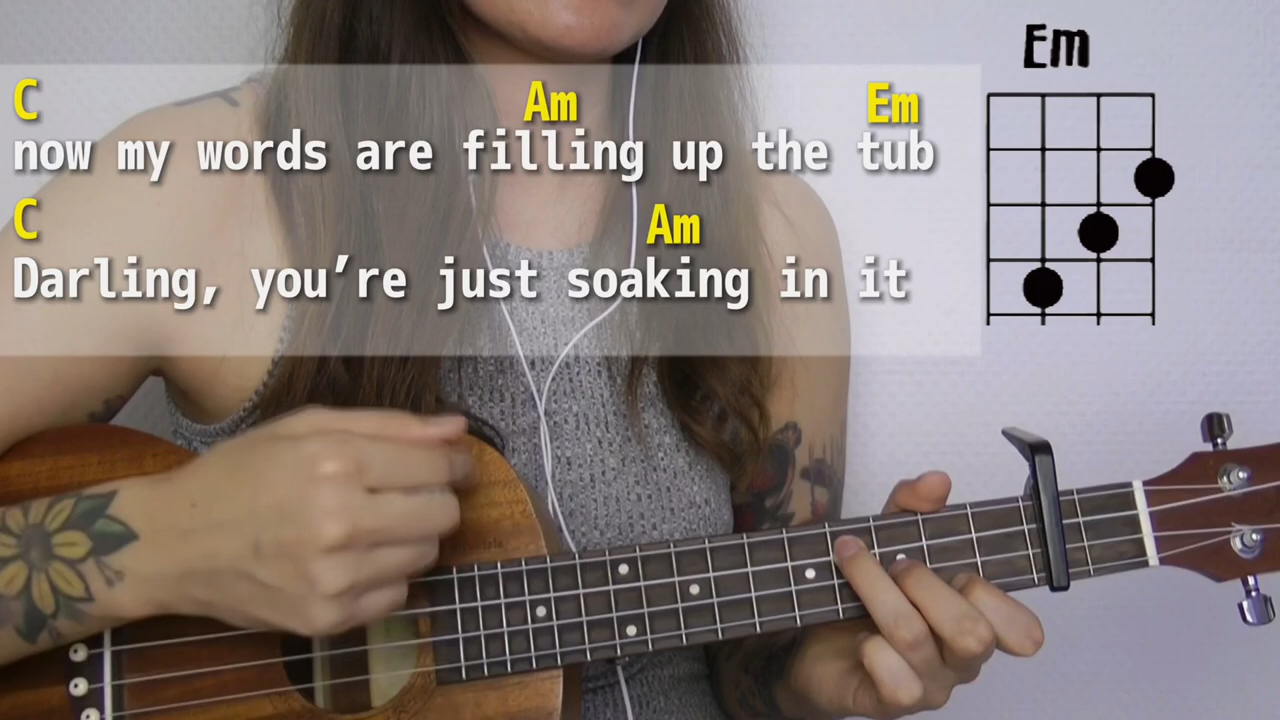 Em
C Am Em
now my words are filling up the tub
C Am
Darling, you’re just soaking in it